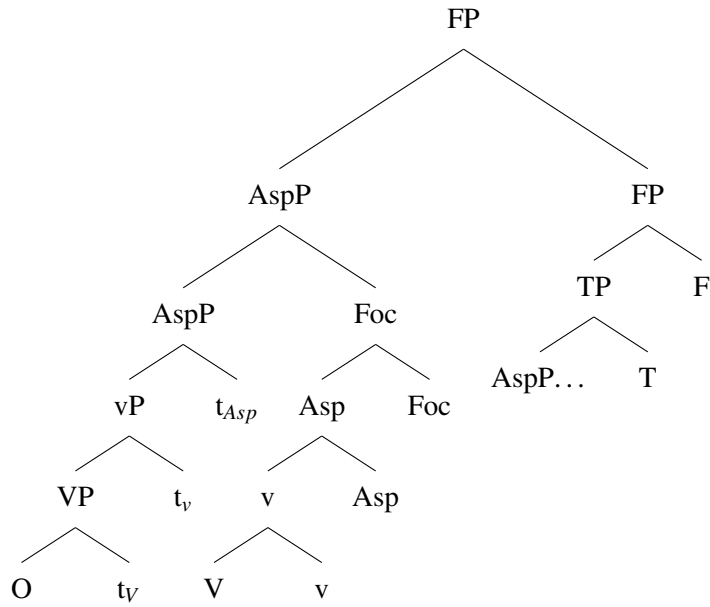 FP
AspP FP
AspP Foc TP F
vP t_Asp Asp Foc AspP... T
VP t_v v Asp
O t_V V v